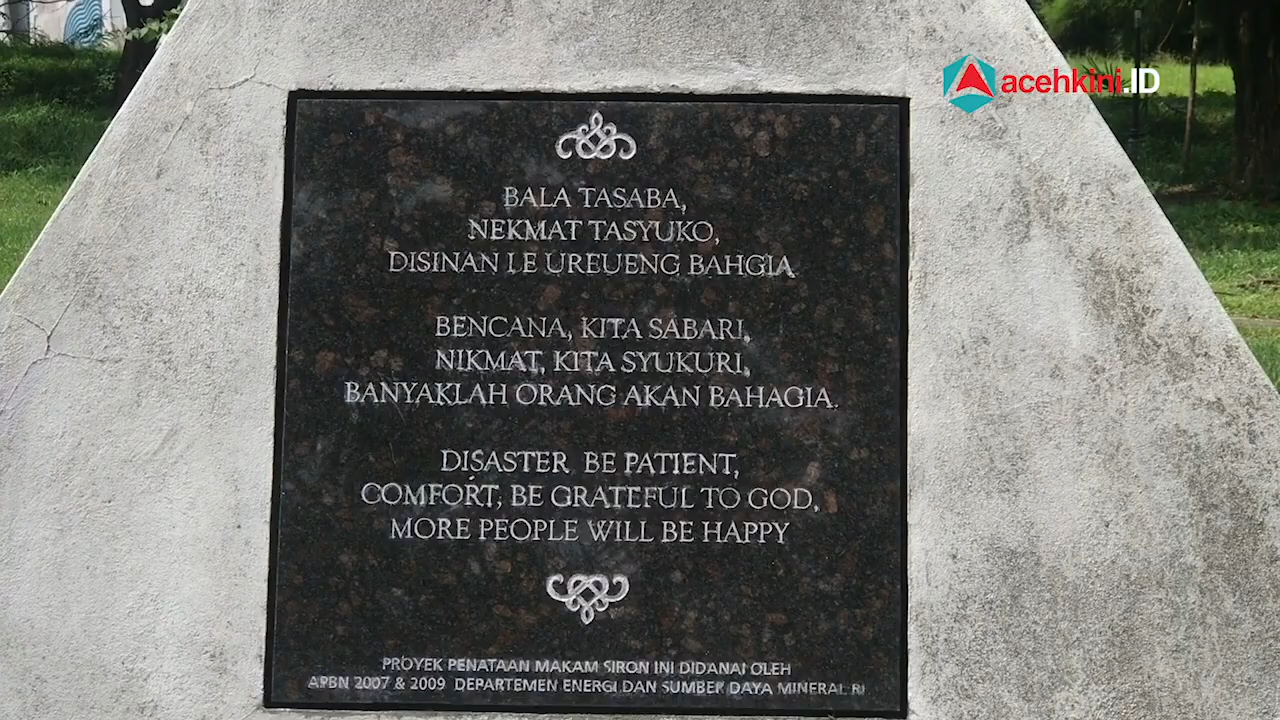 acehkini.ID
BALA TASABA,
NEKMAT TASYUKO,
DISINAN LE UREUENG BAHGIA
BENCANA, KITA SABARI,
NIKMAT, KITA SYUKURI,
BANYAKLAH ORANG AKAN BAHAGIA.
DISASTER BE PATIENT,
COMFORT, BE GRATEFUL TO GOD,
MORE PEOPLE WILL BE HAPPY
PROYEK PENATAAN MAKAM SIRON INI DIDANAI OLEH
APBN 2007 & 2009 DEPARTEMEN ENERGI DAN SUMBER DAYA MINERAL RI